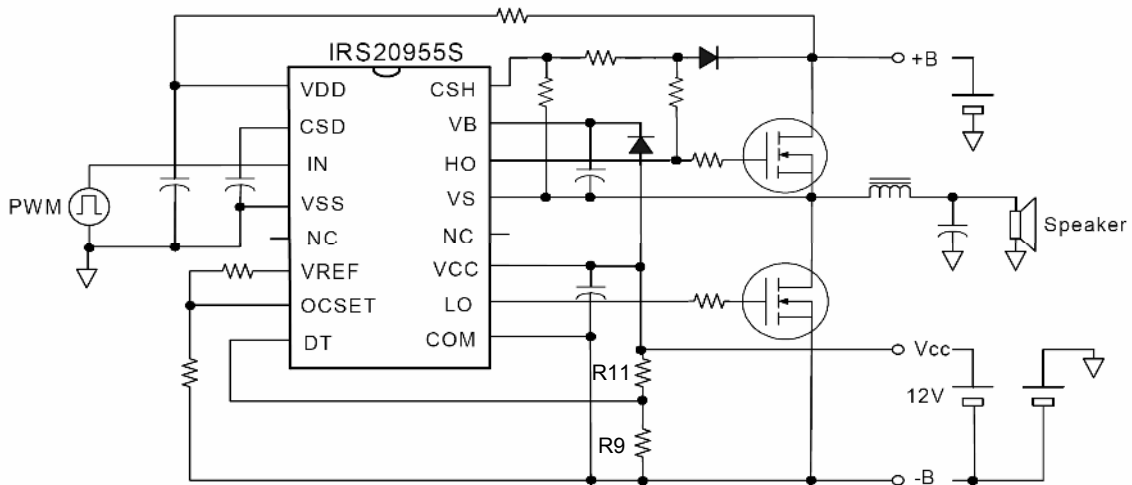 IRS20955S
VDD
CSD
IN
VSS
NC
VREF
OCSET
DT
CSH
VB
HO
VS
NC
VCC
LO
COM
PWM
R11
R9
+B
Speaker
Vcc
12V
-B